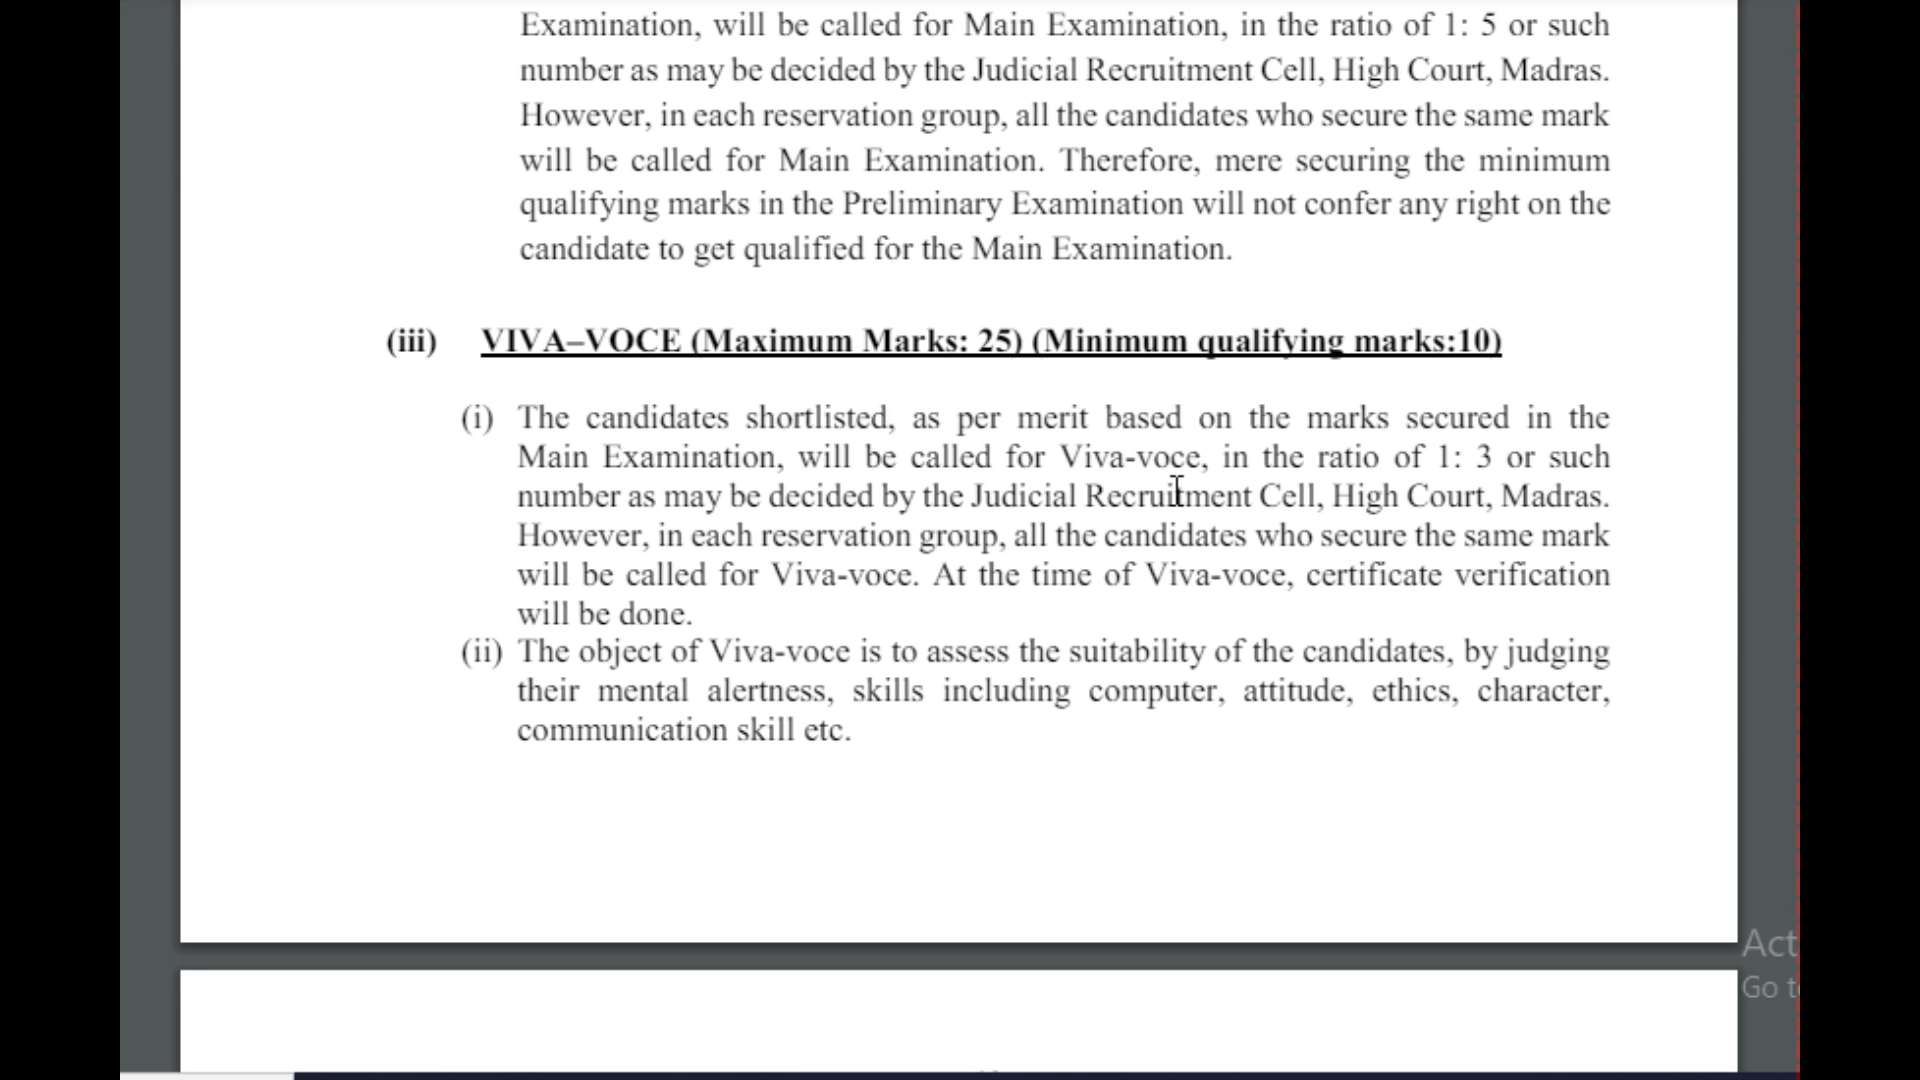 Examination, will be called for Main Examination, in the ratio of 1: 5 or such
number as may be decided by the Judicial Recruitment Cell, High Court, Madras.
However, in each reservation group, all the candidates who secure the same mark
will be called for Main Examination. Therefore, mere securing the minimum
qualifying marks in the Preliminary Examination will not confer any right on the
candidate to get qualified for the Main Examination.
(iii) VIVA–VOCE (Maximum Marks: 25) (Minimum qualifying marks:10)
(i) The candidates shortlisted, as per merit based on the marks secured in the
Main Examination, will be called for Viva-voce, in the ratio of 1: 3 or such
number as may be decided by the Judicial Recruitment Cell, High Court, Madras.
However, in each reservation group, all the candidates who secure the same mark
will be called for Viva-voce. At the time of Viva-voce, certificate verification
will be done.
(ii) The object of Viva-voce is to assess the suitability of the candidates, by judging
their mental alertness, skills including computer, attitude, ethics, character,
communication skill etc.
Act
Go t